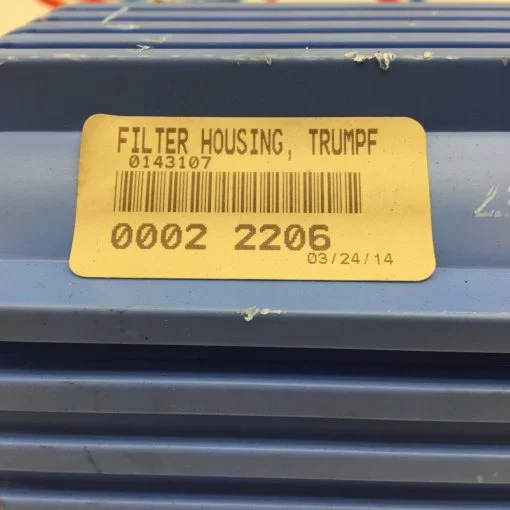 FILTER HOUSING, TRUMPF
0143107
0002 2206
03/24/14